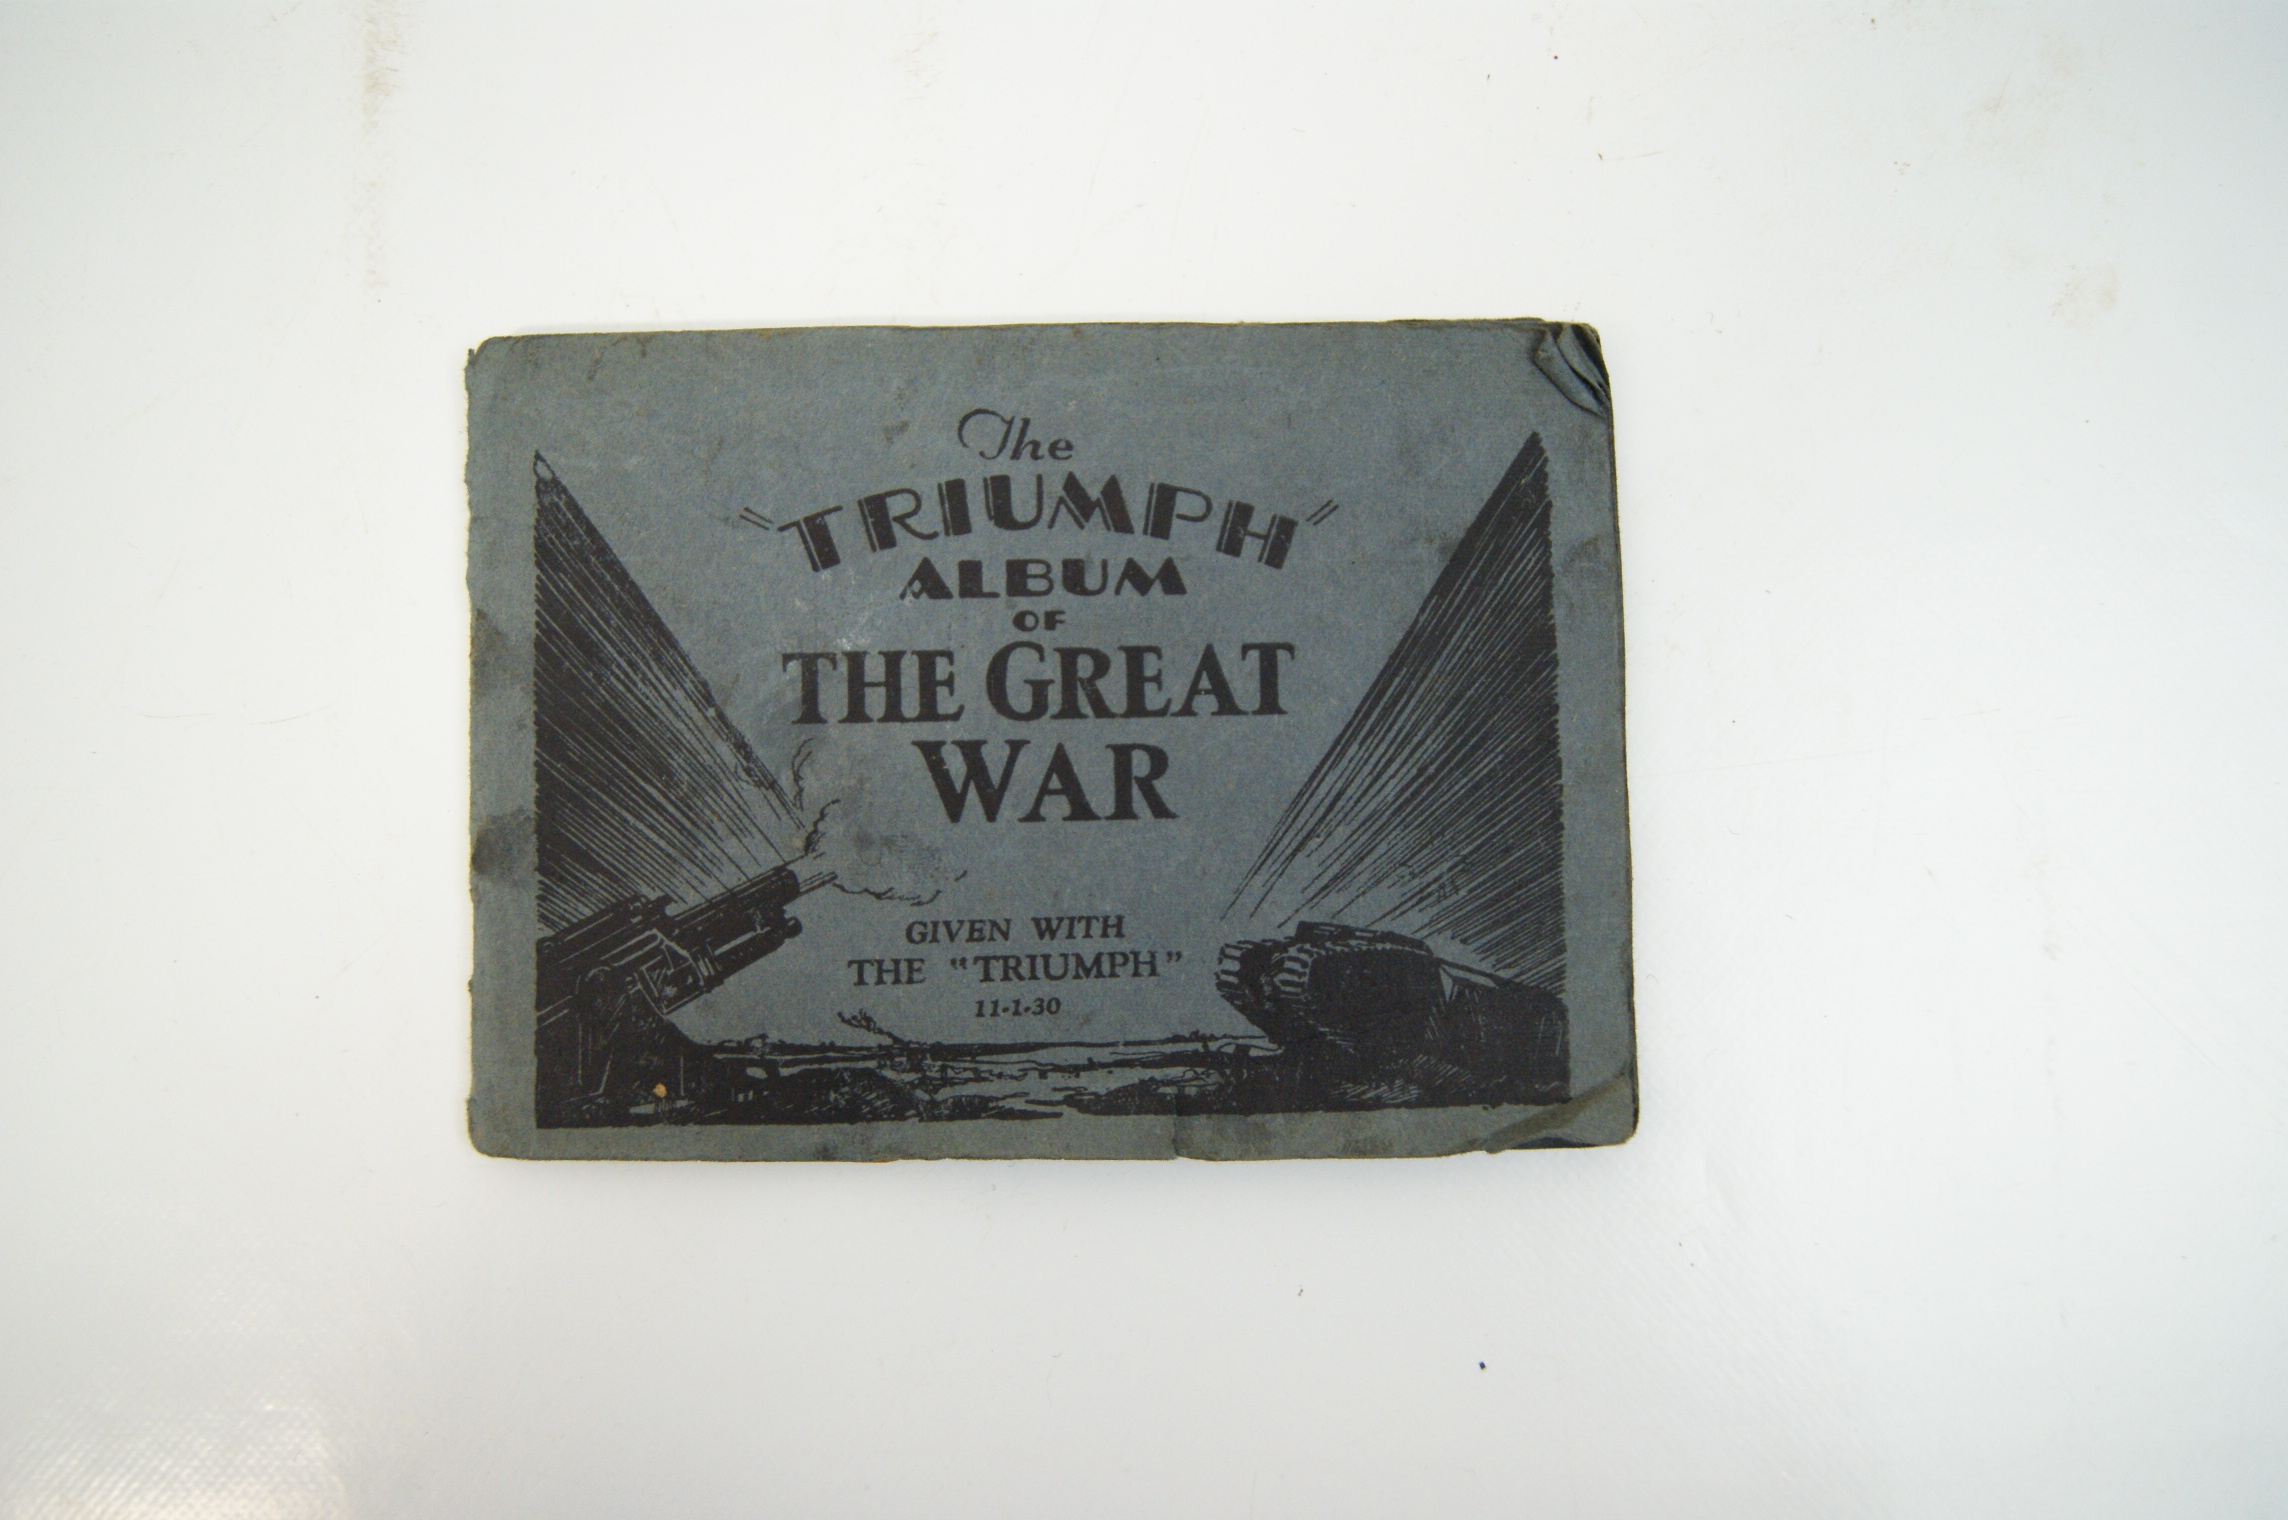 The
"TRIUMPH"
ALBUM
OF
THE GREAT
WAR
GIVEN WITH
THE "TRIUMPH"
11-1-30